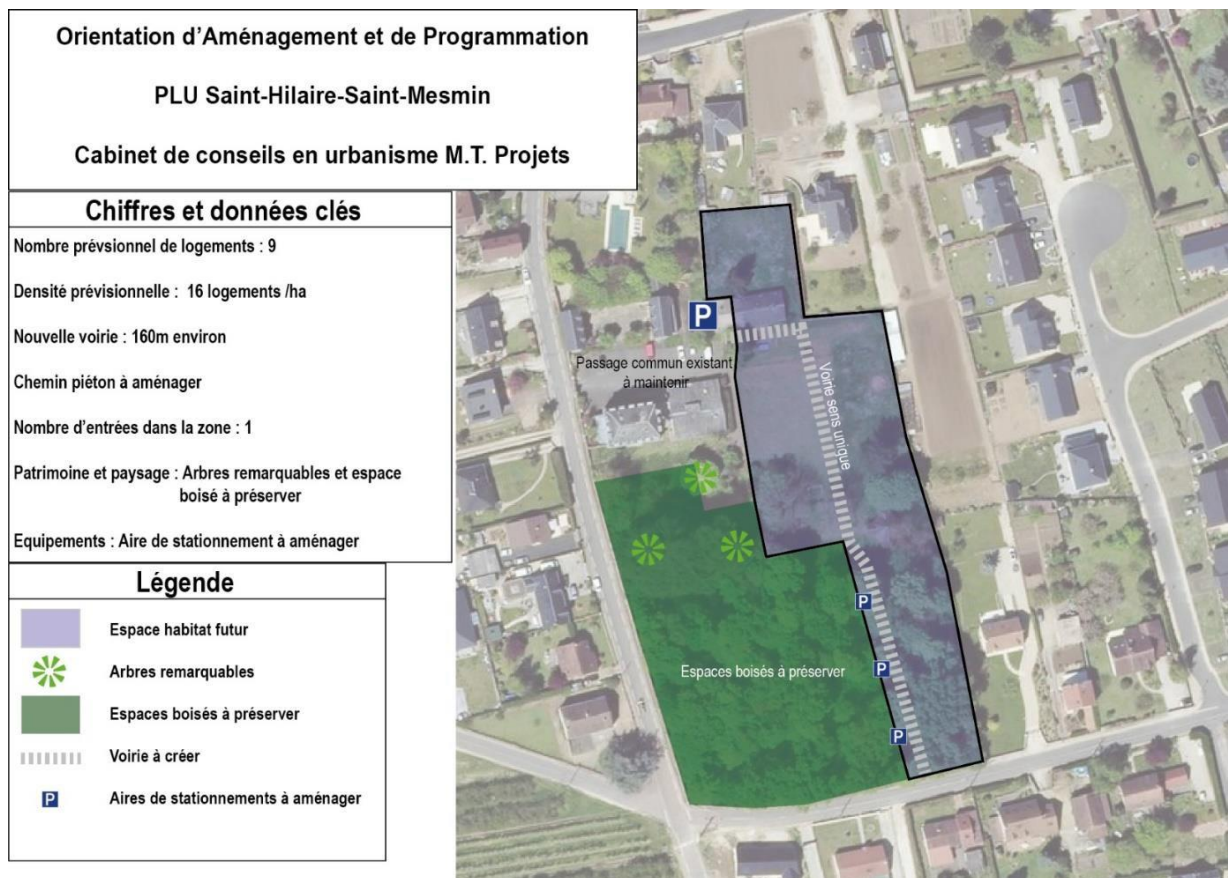 Orientation d'Aménagement et de Programmation
PLU Saint-Hilaire-Saint-Mesmin
Cabinet de conseils en urbanisme M.T. Projets
Chiffres et données clés
Nombre prévsionnel de logements : 9
Densité prévisionnelle : 16 logements /ha
Nouvelle voirie : 160m environ
Chemin piéton à aménager
Nombre d'entrées dans la zone : 1
Patrimoine et paysage : Arbres remarquables et espace
boisé à préserver
Equipements : Aire de stationnement à aménager
Légende
Espace habitat futur
Arbres remarquables
Espaces boisés à préserver
Voirie à créer
P
Aires de stationnements à aménager
P
Passage commun existant
à maintenir
Voirie sens unique
P
Espaces boisés à préserver
P
P